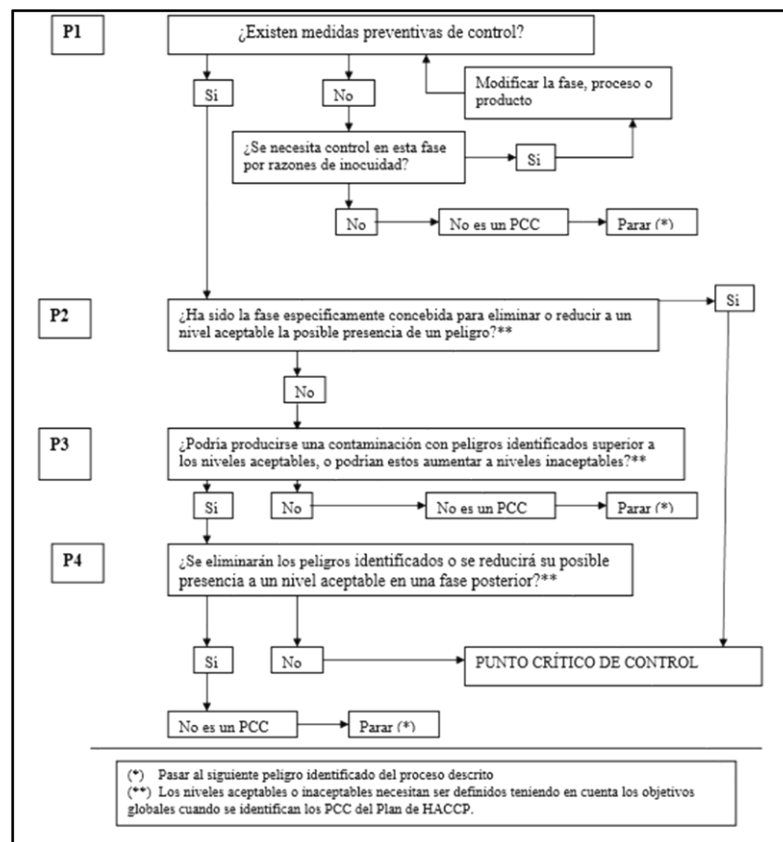 P1
¿Existen medidas preventivas de control?
Si
No
Modificar la fase, proceso o
producto
¿Se necesita control en esta fase
por razones de inocuidad?
Si
No
No es un PCC
Parar (*)
P2
¿Ha sido la fase específicamente concebida para eliminar o reducir a un
nivel aceptable la posible presencia de un peligro?**
Si
No
P3
¿Podría producirse una contaminación con peligros identificados superior a
los niveles aceptables, o podrían estos aumentar a niveles inaceptables?**
Si
No
No es un PCC
Parar (*)
P4
¿Se eliminarán los peligros identificados o se reducirá su posible
presencia a un nivel aceptable en una fase posterior?**
Si
No
PUNTO CRÍTICO DE CONTROL
No es un PCC
Parar (*)
(*) Pasar al siguiente peligro identificado del proceso descrito
(**) Los niveles aceptables o inaceptables necesitan ser definidos teniendo en cuenta los objetivos
globales cuando se identifican los PCC del Plan de HACCP.